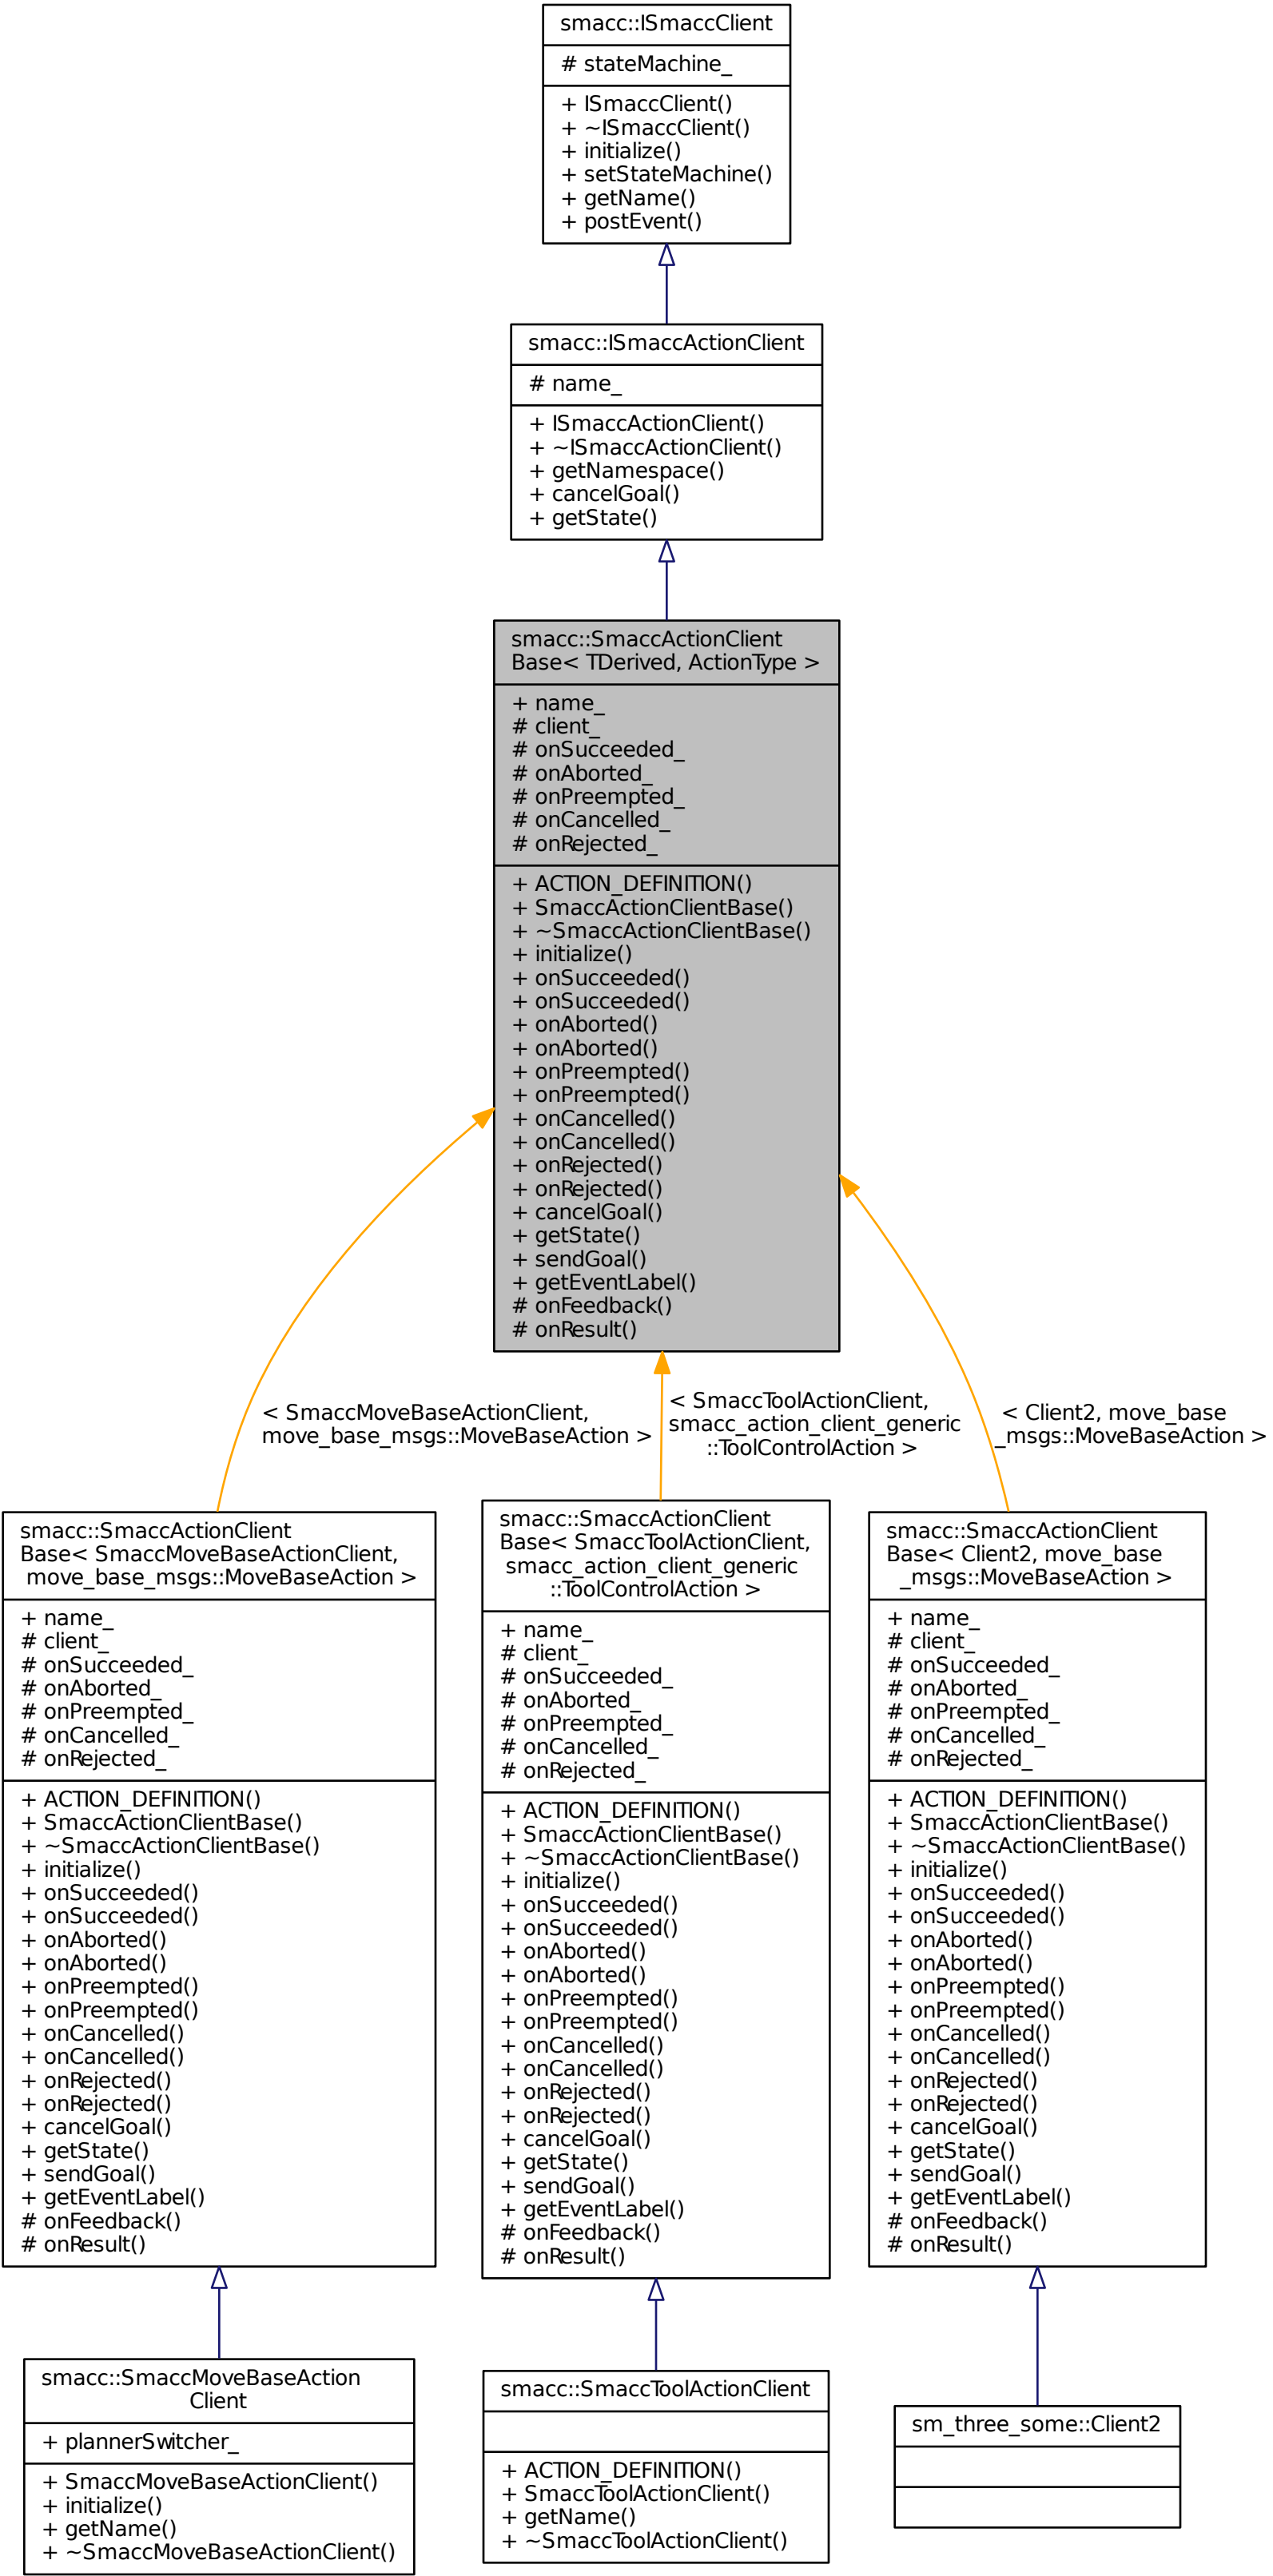 smacc::ISmaccClient
# stateMachine_
+ ISmaccClient()
+ ~ISmaccClient()
+ initialize()
+ setStateMachine()
+ getName()
+ postEvent()
smacc::ISmaccActionClient
# name_
+ ISmaccActionClient()
+ ~ISmaccActionClient()
+ getNamespace()
+ cancelGoal()
+ getState()
smacc::SmaccActionClient
Base< TDerived, ActionType >
+ name_
# client_
# onSucceeded_
# onAborted_
# onPreempted_
# onCancelled_
# onRejected_
+ ACTION_DEFINITION()
+ SmaccActionClientBase()
+ ~SmaccActionClientBase()
+ initialize()
+ onSucceeded()
+ onSucceeded()
+ onAborted()
+ onAborted()
+ onPreempted()
+ onPreempted()
+ onCancelled()
+ onCancelled()
+ onRejected()
+ onRejected()
+ cancelGoal()
+ getState()
+ sendGoal()
+ getEventLabel()
# onFeedback()
# onResult()
< SmaccMoveBaseActionClient,
move_base_msgs::MoveBaseAction >
< SmaccToolActionClient,
smacc_action_client_generic
::ToolControlAction >
< Client2, move_base
_msgs::MoveBaseAction >
smacc::SmaccActionClient
Base< SmaccMoveBaseActionClient,
move_base_msgs::MoveBaseAction >
+ name_
# client_
# onSucceeded_
# onAborted_
# onPreempted_
# onCancelled_
# onRejected_
+ ACTION_DEFINITION()
+ SmaccActionClientBase()
+ ~SmaccActionClientBase()
+ initialize()
+ onSucceeded()
+ onSucceeded()
+ onAborted()
+ onAborted()
+ onPreempted()
+ onPreempted()
+ onCancelled()
+ onCancelled()
+ onRejected()
+ onRejected()
+ cancelGoal()
+ getState()
+ sendGoal()
+ getEventLabel()
# onFeedback()
# onResult()
smacc::SmaccActionClient
Base< SmaccToolActionClient,
smacc_action_client_generic
::ToolControlAction >
+ name_
# client_
# onSucceeded_
# onAborted_
# onPreempted_
# onCancelled_
# onRejected_
+ ACTION_DEFINITION()
+ SmaccActionClientBase()
+ ~SmaccActionClientBase()
+ initialize()
+ onSucceeded()
+ onSucceeded()
+ onAborted()
+ onAborted()
+ onPreempted()
+ onPreempted()
+ onCancelled()
+ onCancelled()
+ onRejected()
+ onRejected()
+ cancelGoal()
+ getState()
+ sendGoal()
+ getEventLabel()
# onFeedback()
# onResult()
smacc::SmaccActionClient
Base< Client2, move_base
_msgs::MoveBaseAction >
+ name_
# client_
# onSucceeded_
# onAborted_
# onPreempted_
# onCancelled_
# onRejected_
+ ACTION_DEFINITION()
+ SmaccActionClientBase()
+ ~SmaccActionClientBase()
+ initialize()
+ onSucceeded()
+ onSucceeded()
+ onAborted()
+ onAborted()
+ onPreempted()
+ onPreempted()
+ onCancelled()
+ onCancelled()
+ onRejected()
+ onRejected()
+ cancelGoal()
+ getState()
+ sendGoal()
+ getEventLabel()
# onFeedback()
# onResult()
smacc::SmaccMoveBaseAction
Client
+ plannerSwitcher_
+ SmaccMoveBaseActionClient()
+ initialize()
+ getName()
+ ~SmaccMoveBaseActionClient()
smacc::SmaccToolActionClient
+ ACTION_DEFINITION()
+ SmaccToolActionClient()
+ getName()
+ ~SmaccToolActionClient()
sm_three_some::Client2